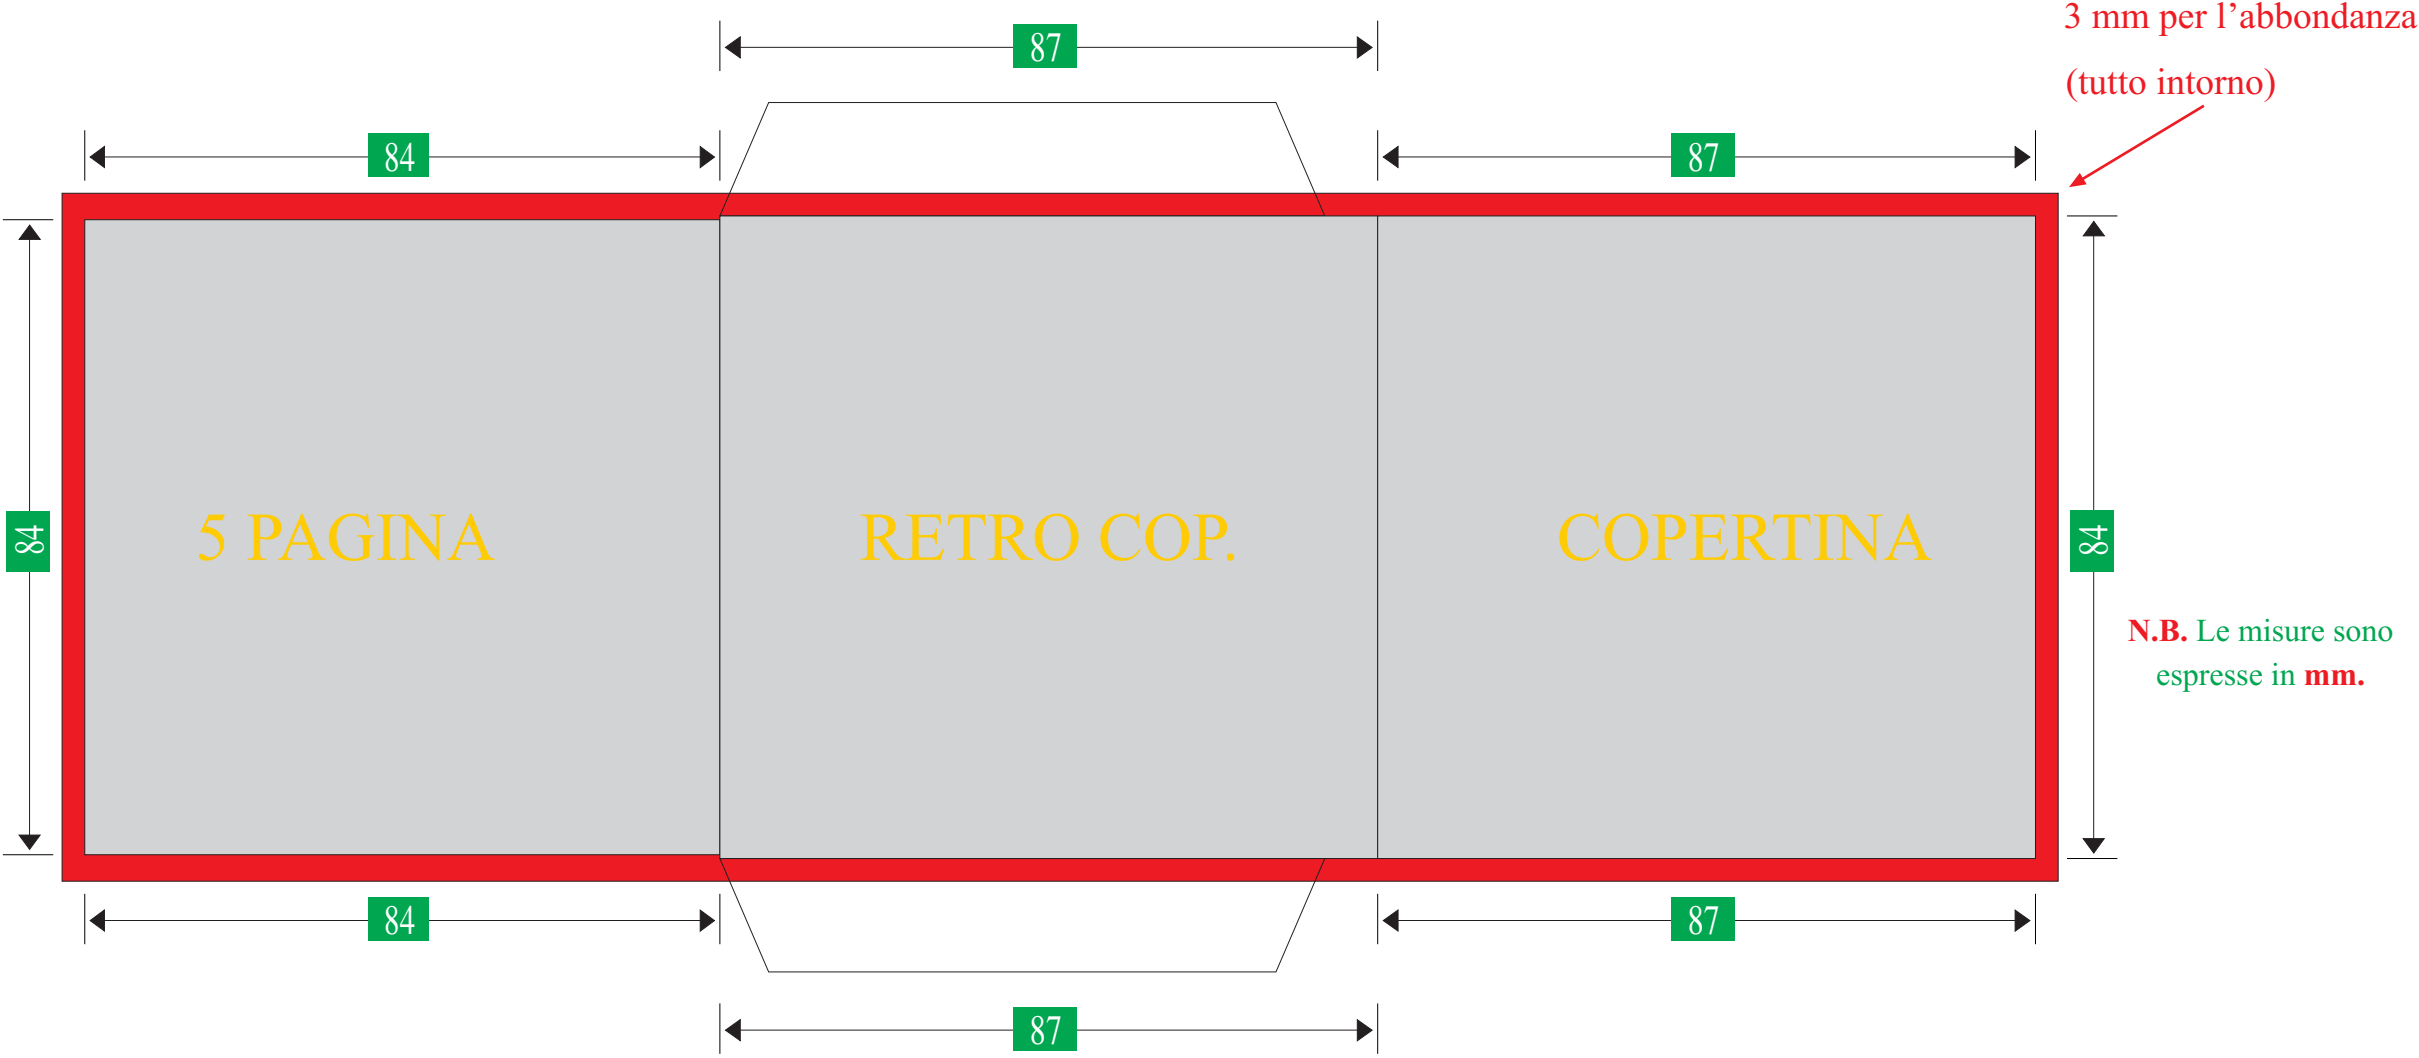 3 mm per l’abbondanza
(tutto intorno)
87
84
87
84
5 PAGINA
RETRO COP.
COPERTINA
84
N.B. Le misure sono
espresse in mm.
84
87
87